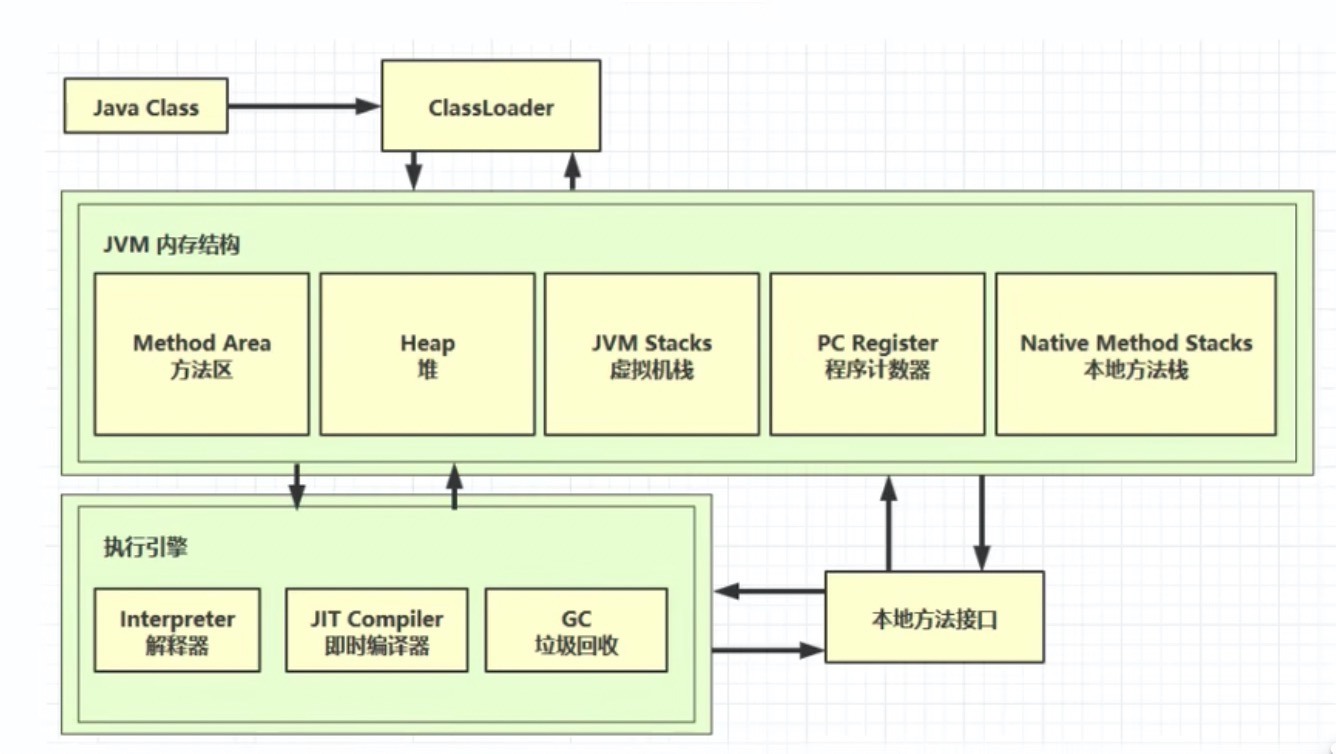 Java Class
ClassLoader
JVM 内存结构
Method Area
方法区
Heap
堆
JVM Stacks
虚拟机栈
PC Register
程序计数器
Native Method Stacks
本地方法栈
执行引擎
Interpreter
解释器
JIT Compiler
即时编译器
GC
垃圾回收
本地方法接口